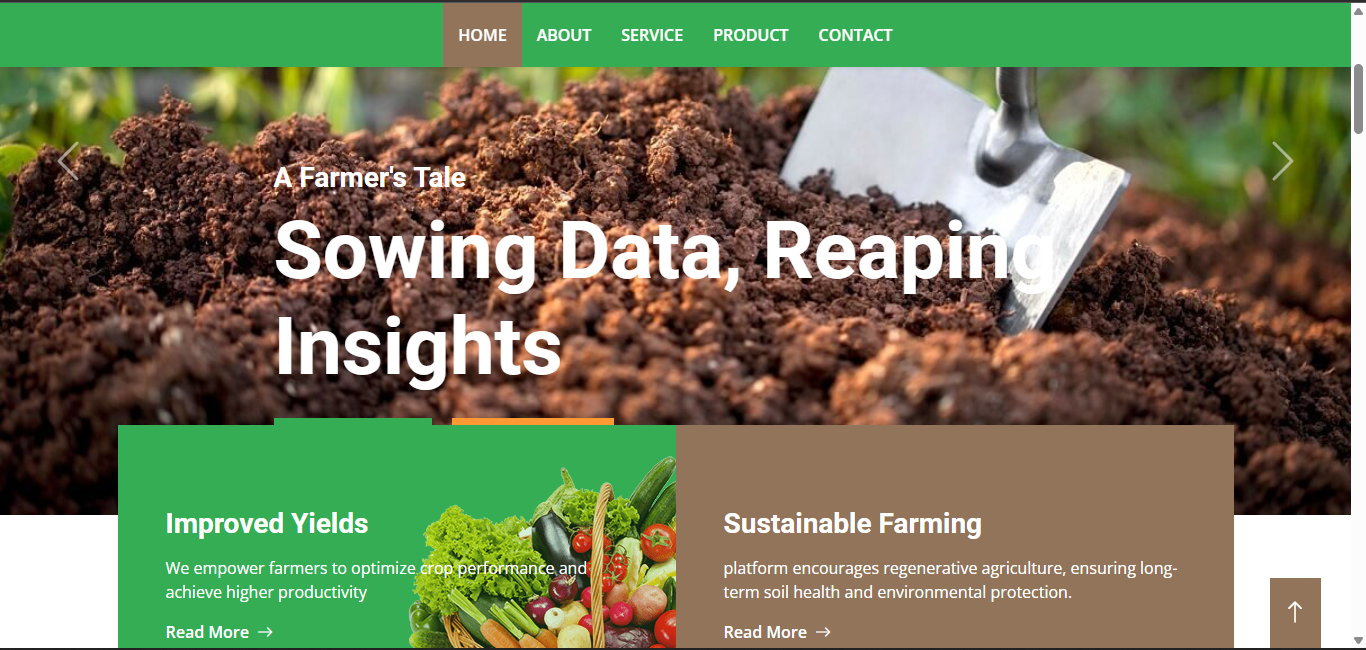 HOME ABOUT SERVICE PRODUCT CONTACT
A Farmer's Tale
Sowing Data, Reaping
Insights
Improved Yields
We empower farmers to optimize crop performance and
achieve higher productivity
Read More →
Sustainable Farming
platform encourages regenerative agriculture, ensuring long-
term soil health and environmental protection.
Read More →